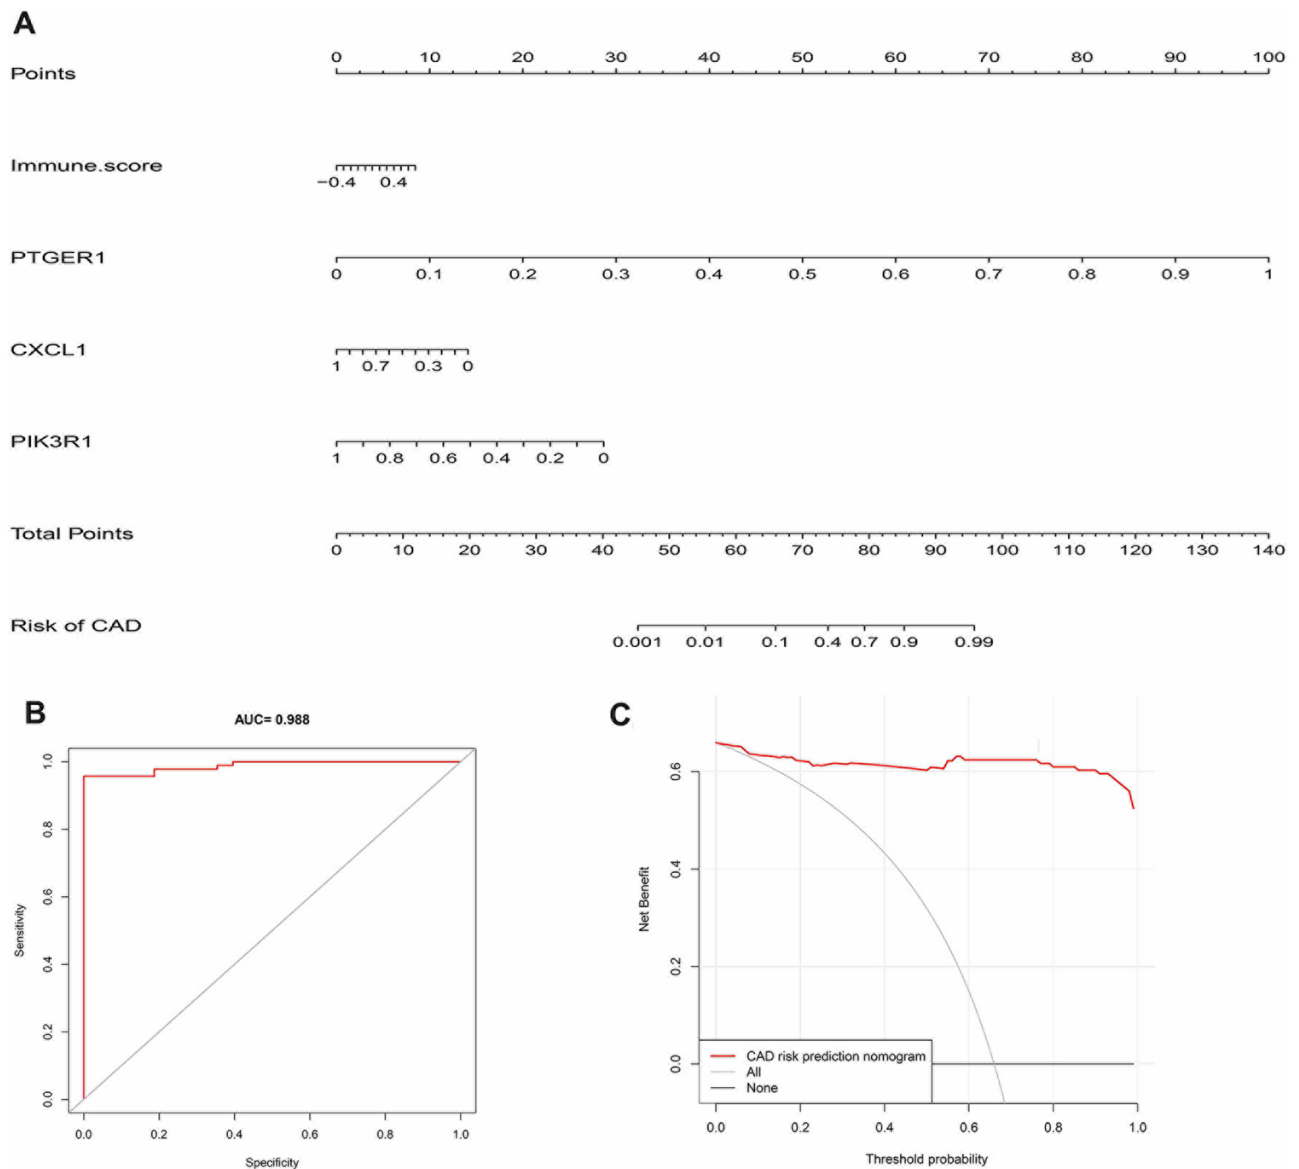 A
Points
0 10 20 30 40 50 60 70 80 90 100
Immune.score
−0.4 0.4
PTGER1
0 0.1 0.2 0.3 0.4 0.5 0.6 0.7 0.8 0.9 1
CXCL1
1 0.7 0.3 0
PIK3R1
1 0.8 0.6 0.4 0.2 0
Total Points
0 10 20 30 40 50 60 70 80 90 100 110 120 130 140
Risk of CAD
0.001 0.01 0.1 0.4 0.7 0.9 0.99
B
AUC= 0.988
Sensitivity
1.0
0.8
0.6
0.4
0.2
0.0
0.0 0.2 0.4 0.6 0.8 1.0
Specificity
C
Net Benefit
0.6
0.4
0.2
0.0
CAD risk prediction nomogram
All
None
0.0 0.2 0.4 0.6 0.8 1.0
Threshold probability